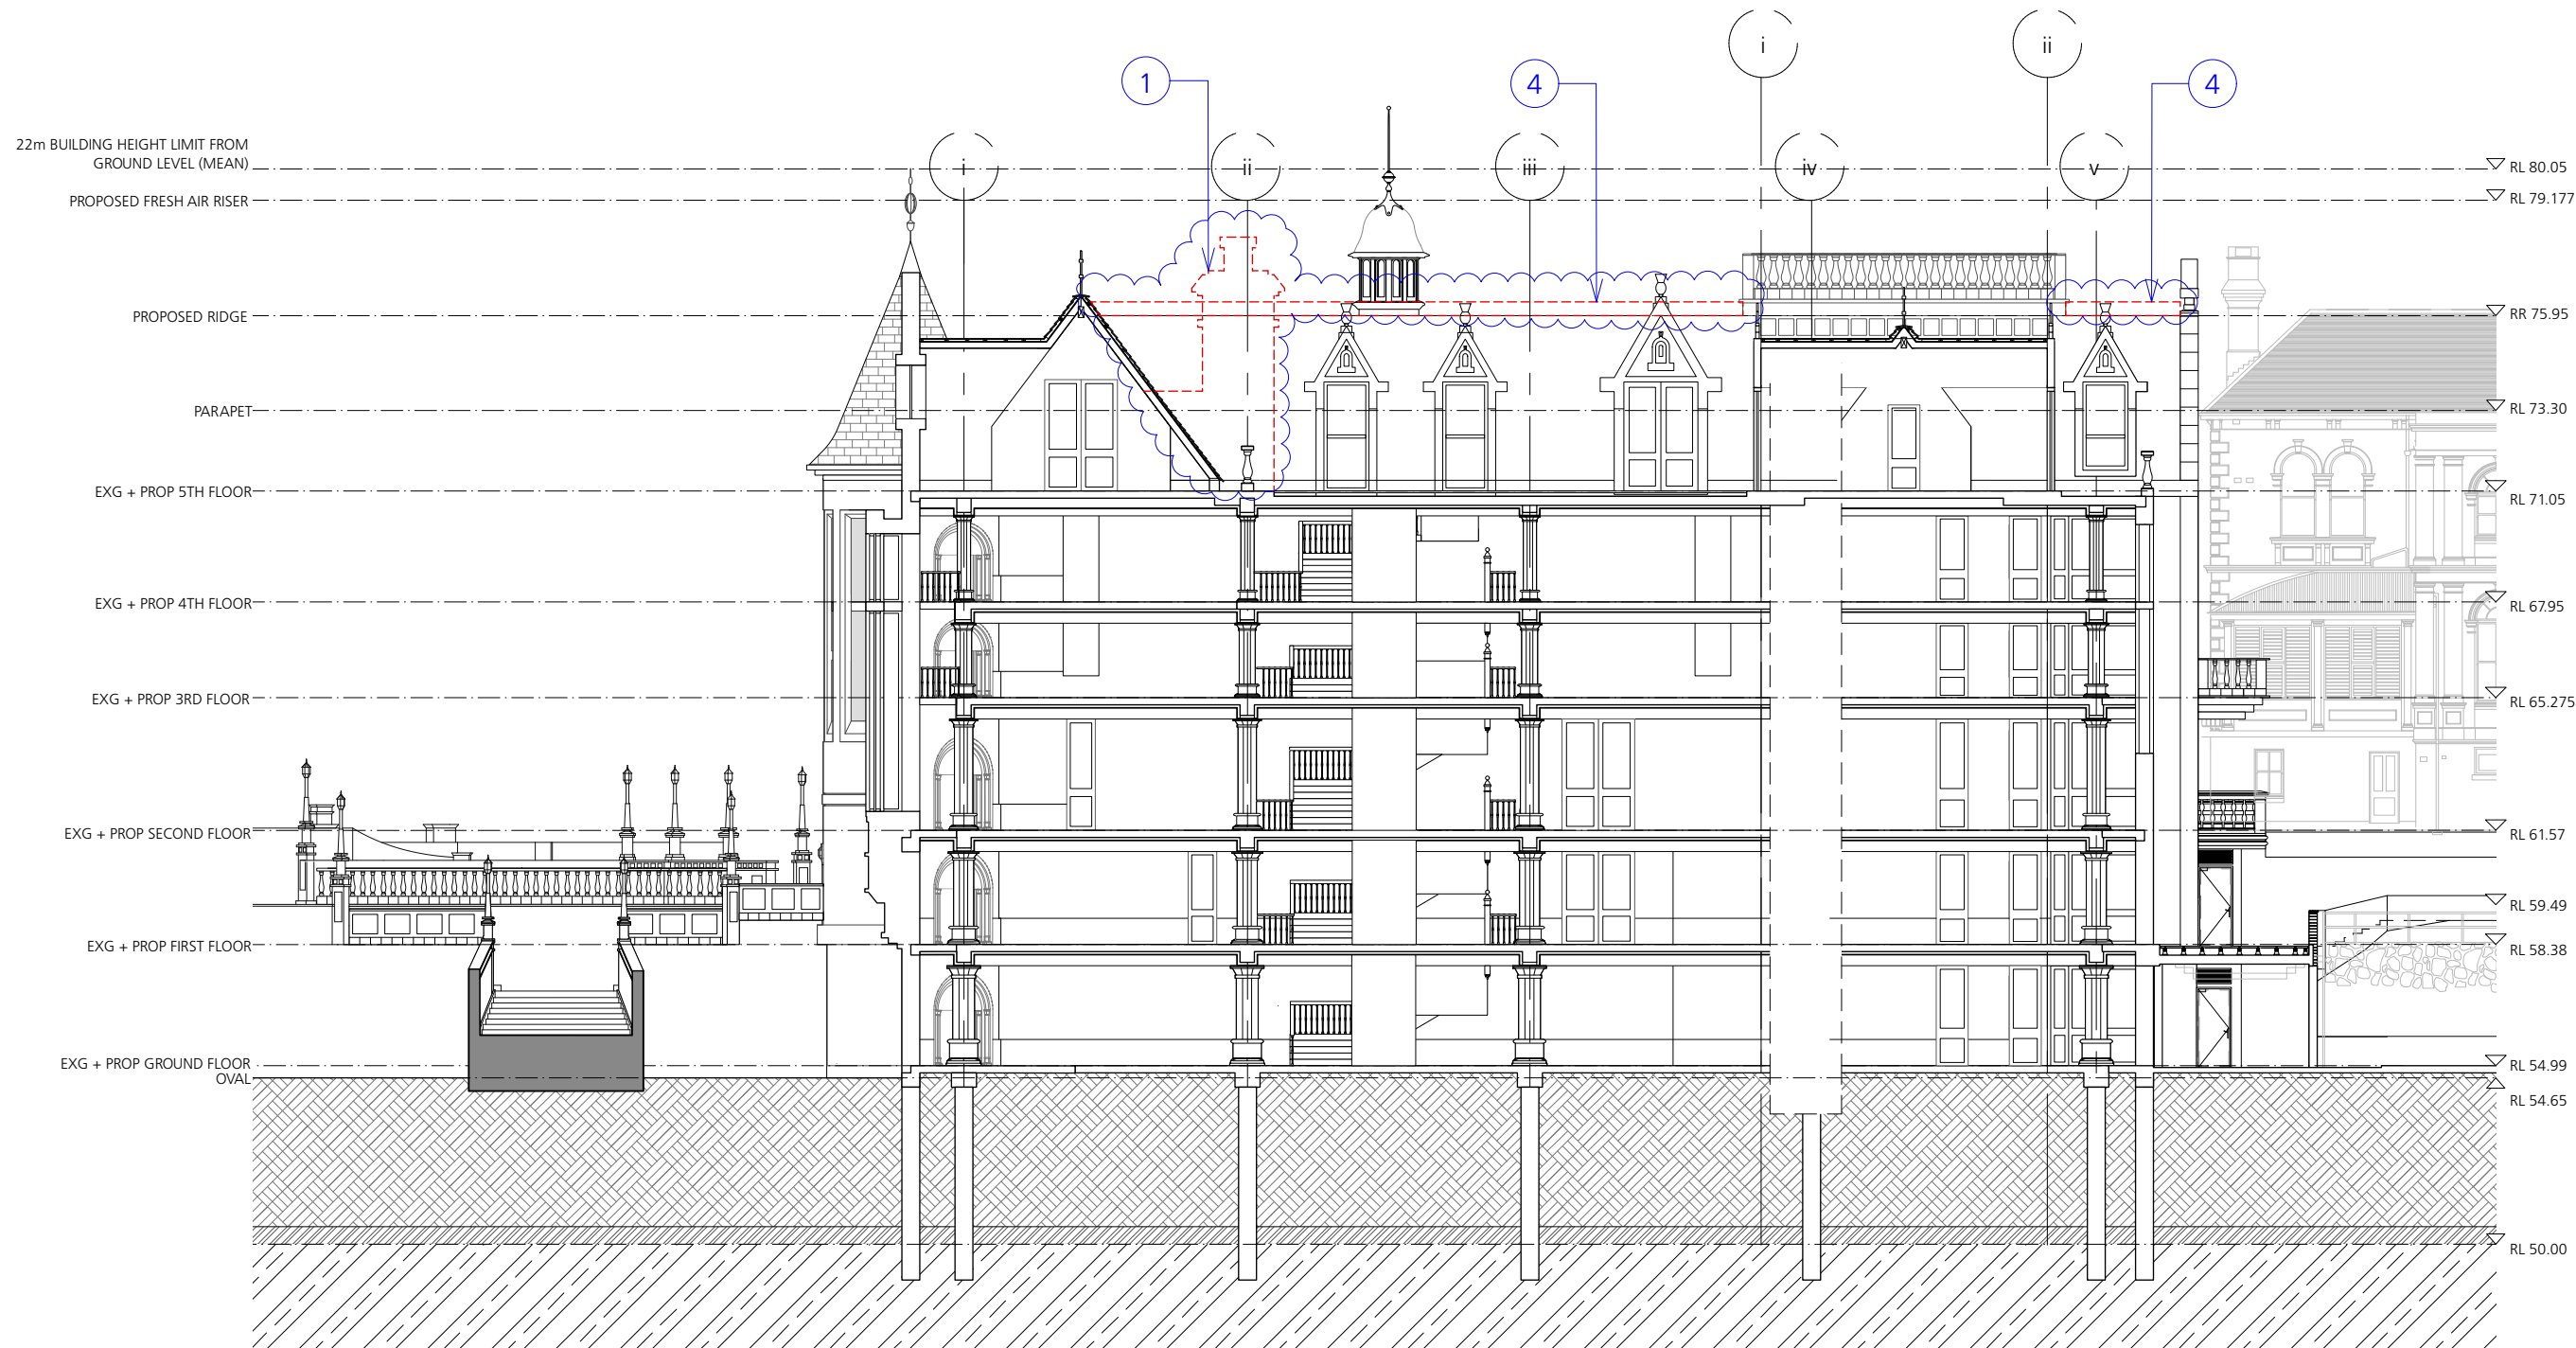 i
ii
1
4
4
22m BUILDING HEIGHT LIMIT FROM
GROUND LEVEL (MEAN)
i
ii
iii
iv
v
RL 80.05
PROPOSED FRESH AIR RISER
RL 79.177
PROPOSED RIDGE
RR 75.95
PARAPET
RL 73.30
EXG + PROP 5TH FLOOR
RL 71.05
EXG + PROP 4TH FLOOR
RL 67.95
EXG + PROP 3RD FLOOR
RL 65.275
EXG + PROP SECOND FLOOR
RL 61.57
RL 59.49
EXG + PROP FIRST FLOOR
RL 58.38
EXG + PROP GROUND FLOOR
RL 54.99
OVAL
RL 54.65
RL 50.00